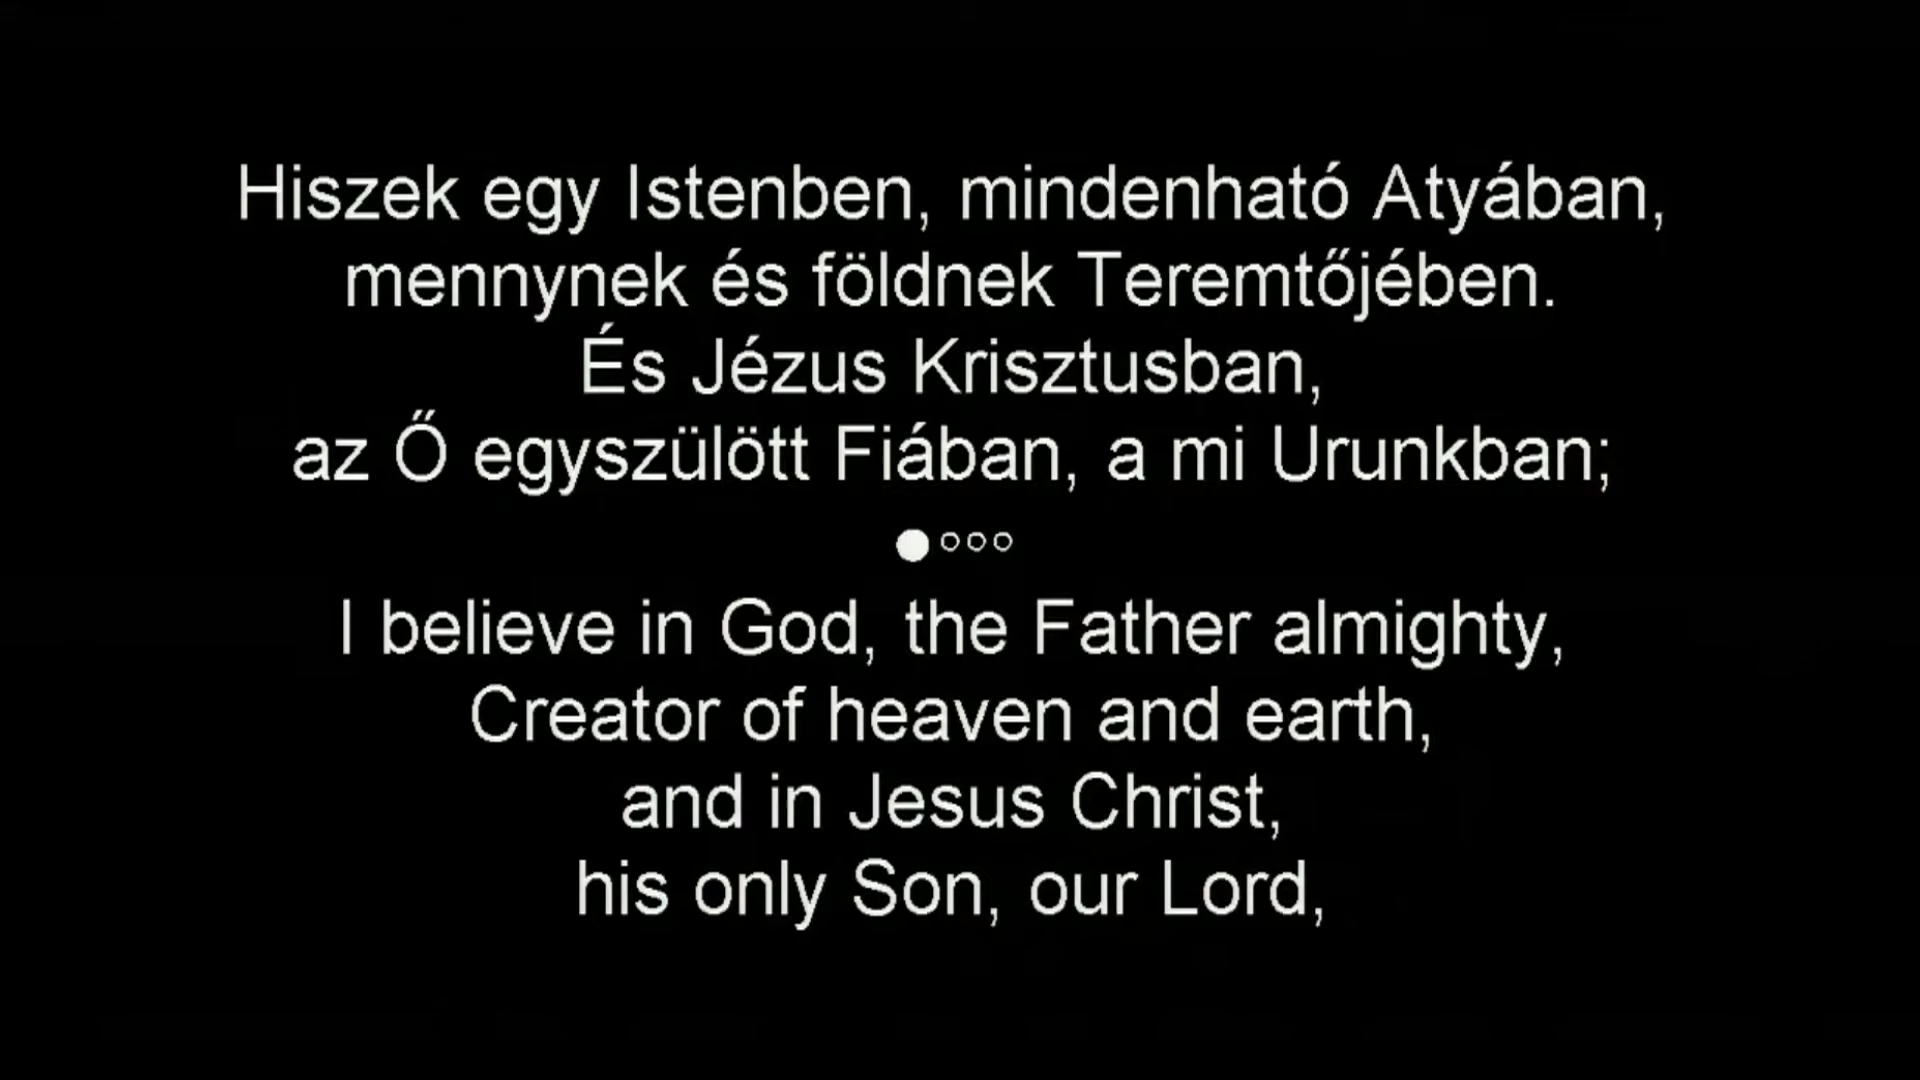 Hiszek egy Istenben, mindenható Atyában,
mennynek és földnek Teremtőjében.
És Jézus Krisztusban,
az Ő egyszülött Fiában, a mi Urunkban;
I believe in God, the Father almighty,
Creator of heaven and earth,
and in Jesus Christ,
his only Son, our Lord,